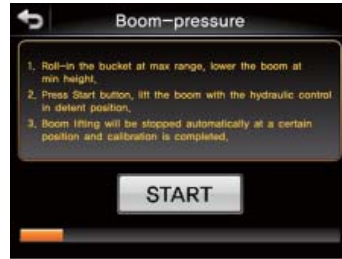 Boom-pressure
1, Roll-in the bucket at max range, lower the boom at
min height,
2, Press Start button, lift the boom with the hydraulic control
in detent position,
3, Boom lifting will be stopped automatically at a certain
position and calibration is completed,
START